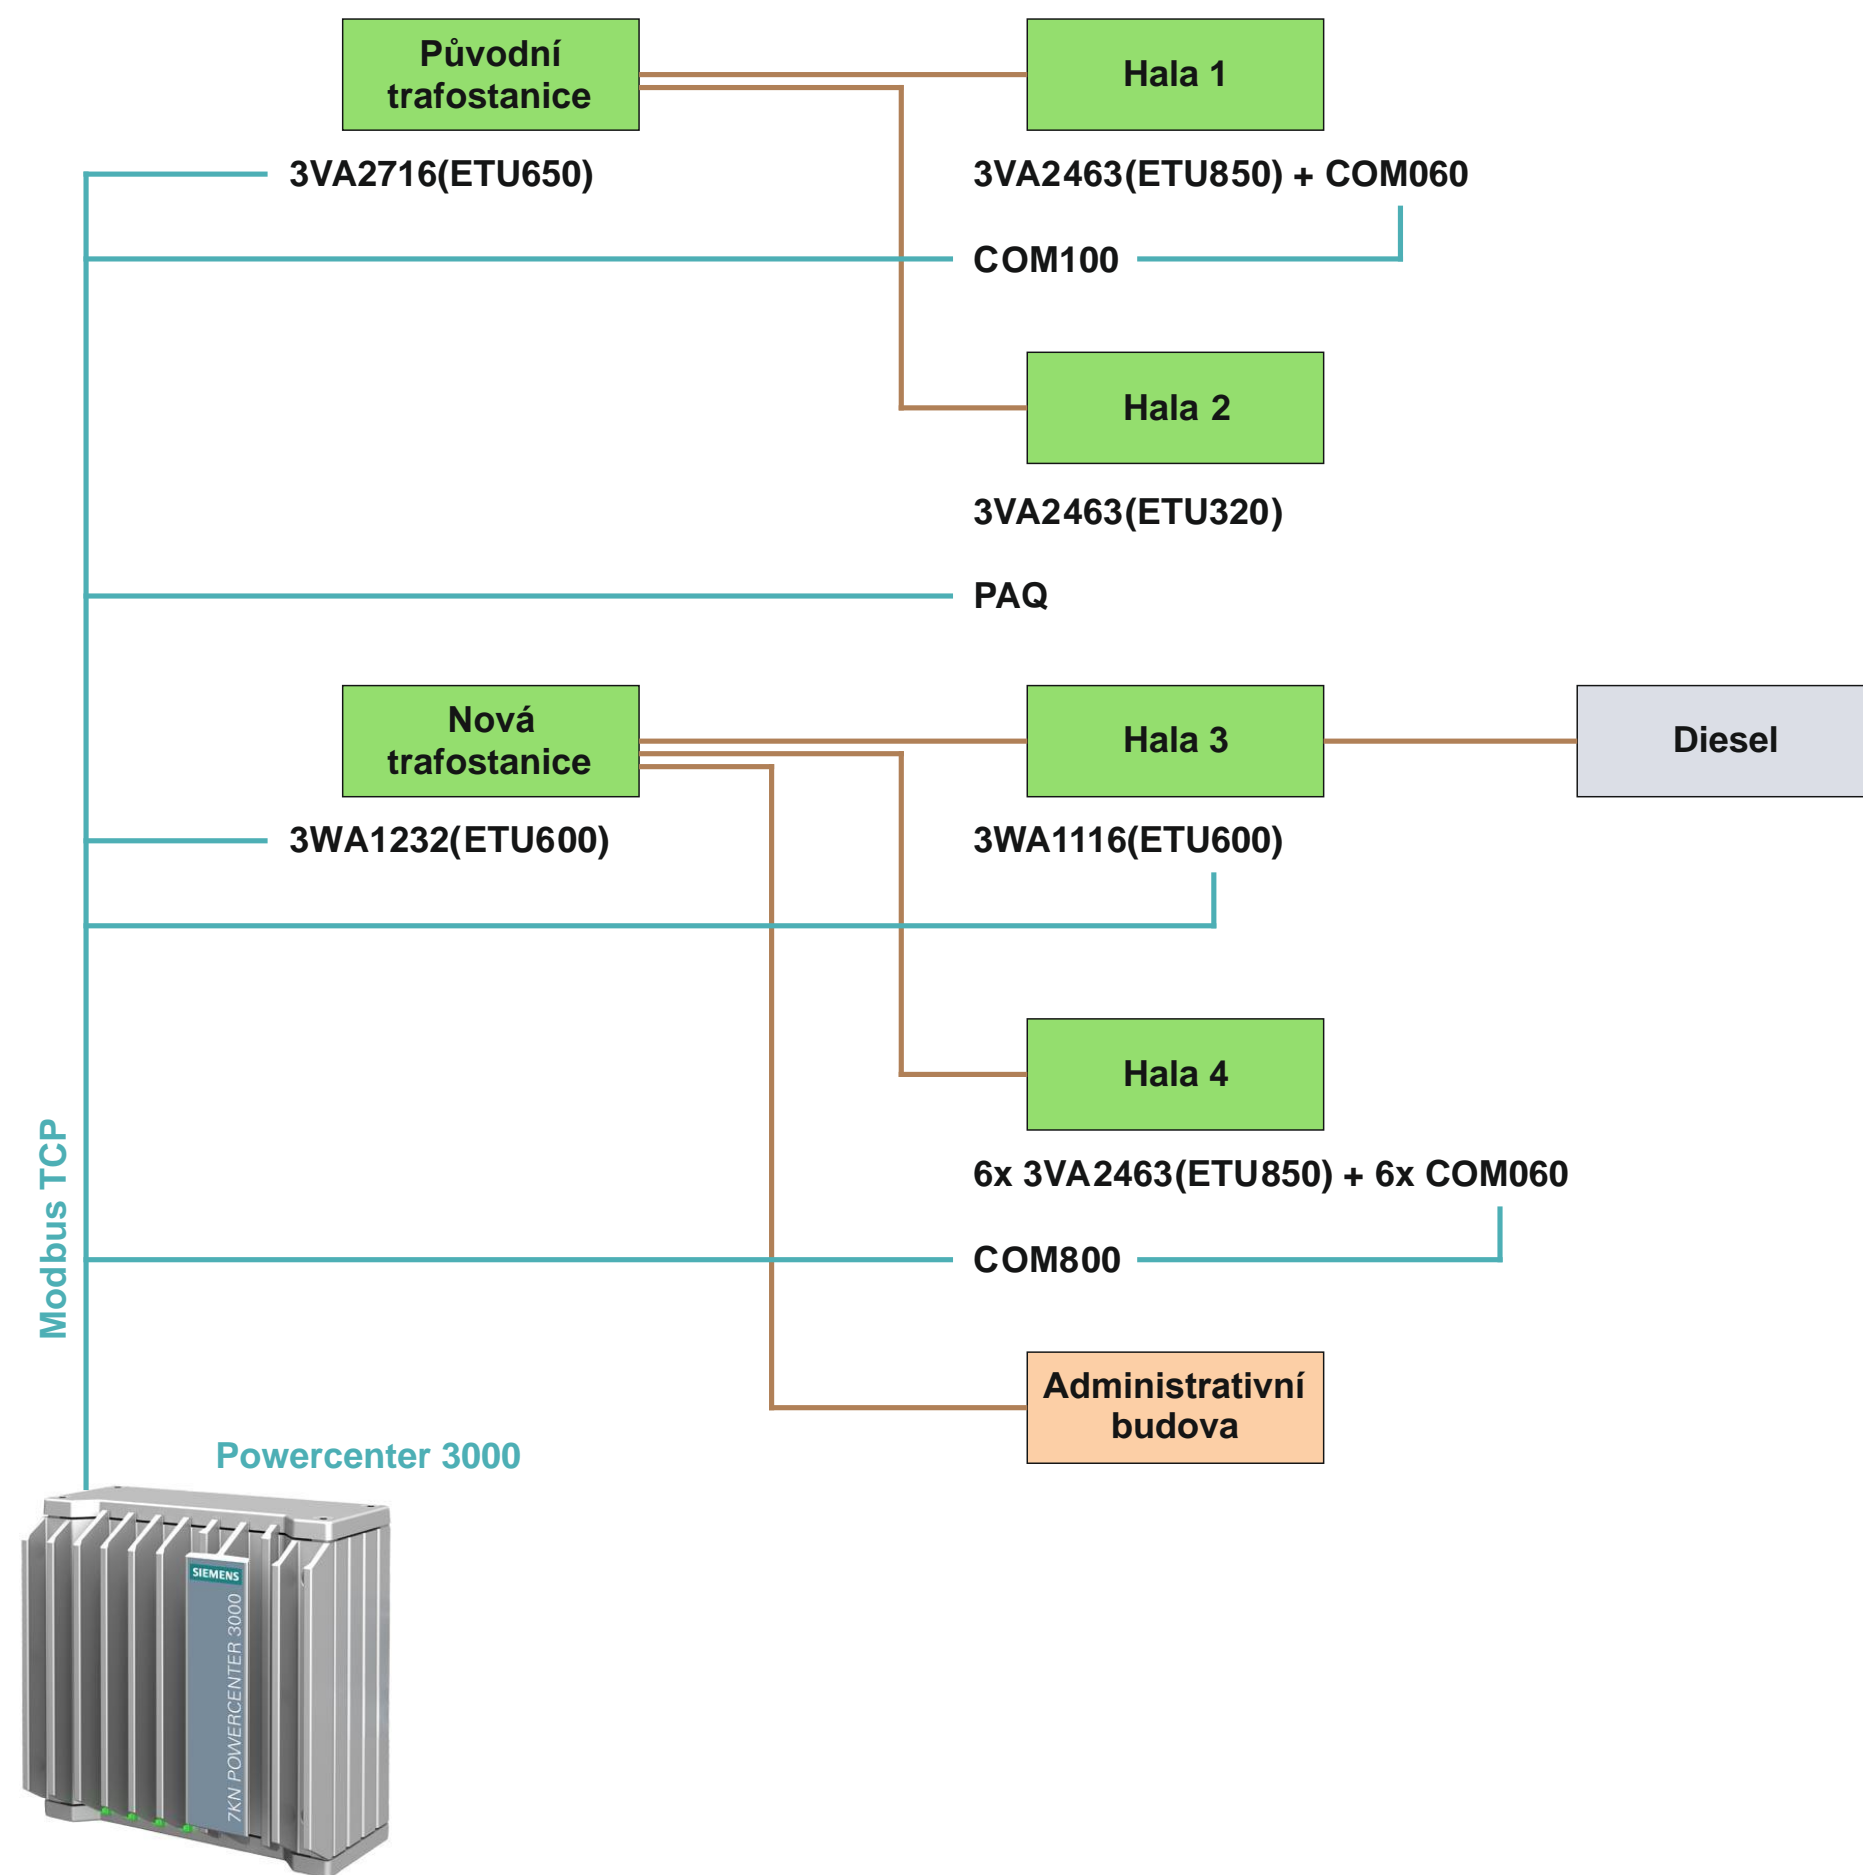 Původní
trafostanice
Hala 1
3VA2716(ETU650)
3VA2463(ETU850) + COM060
COM100
Hala 2
3VA2463(ETU320)
PAQ
Nová
trafostanice
Hala 3
Diesel
3WA1232(ETU600)
3WA1116(ETU600)
Hala 4
6x 3VA2463(ETU850) + 6x COM060
COM800
Modbus TCP
Administrativní
budova
Powercenter 3000
SIEMENS
7KN POWERCENTER 3000